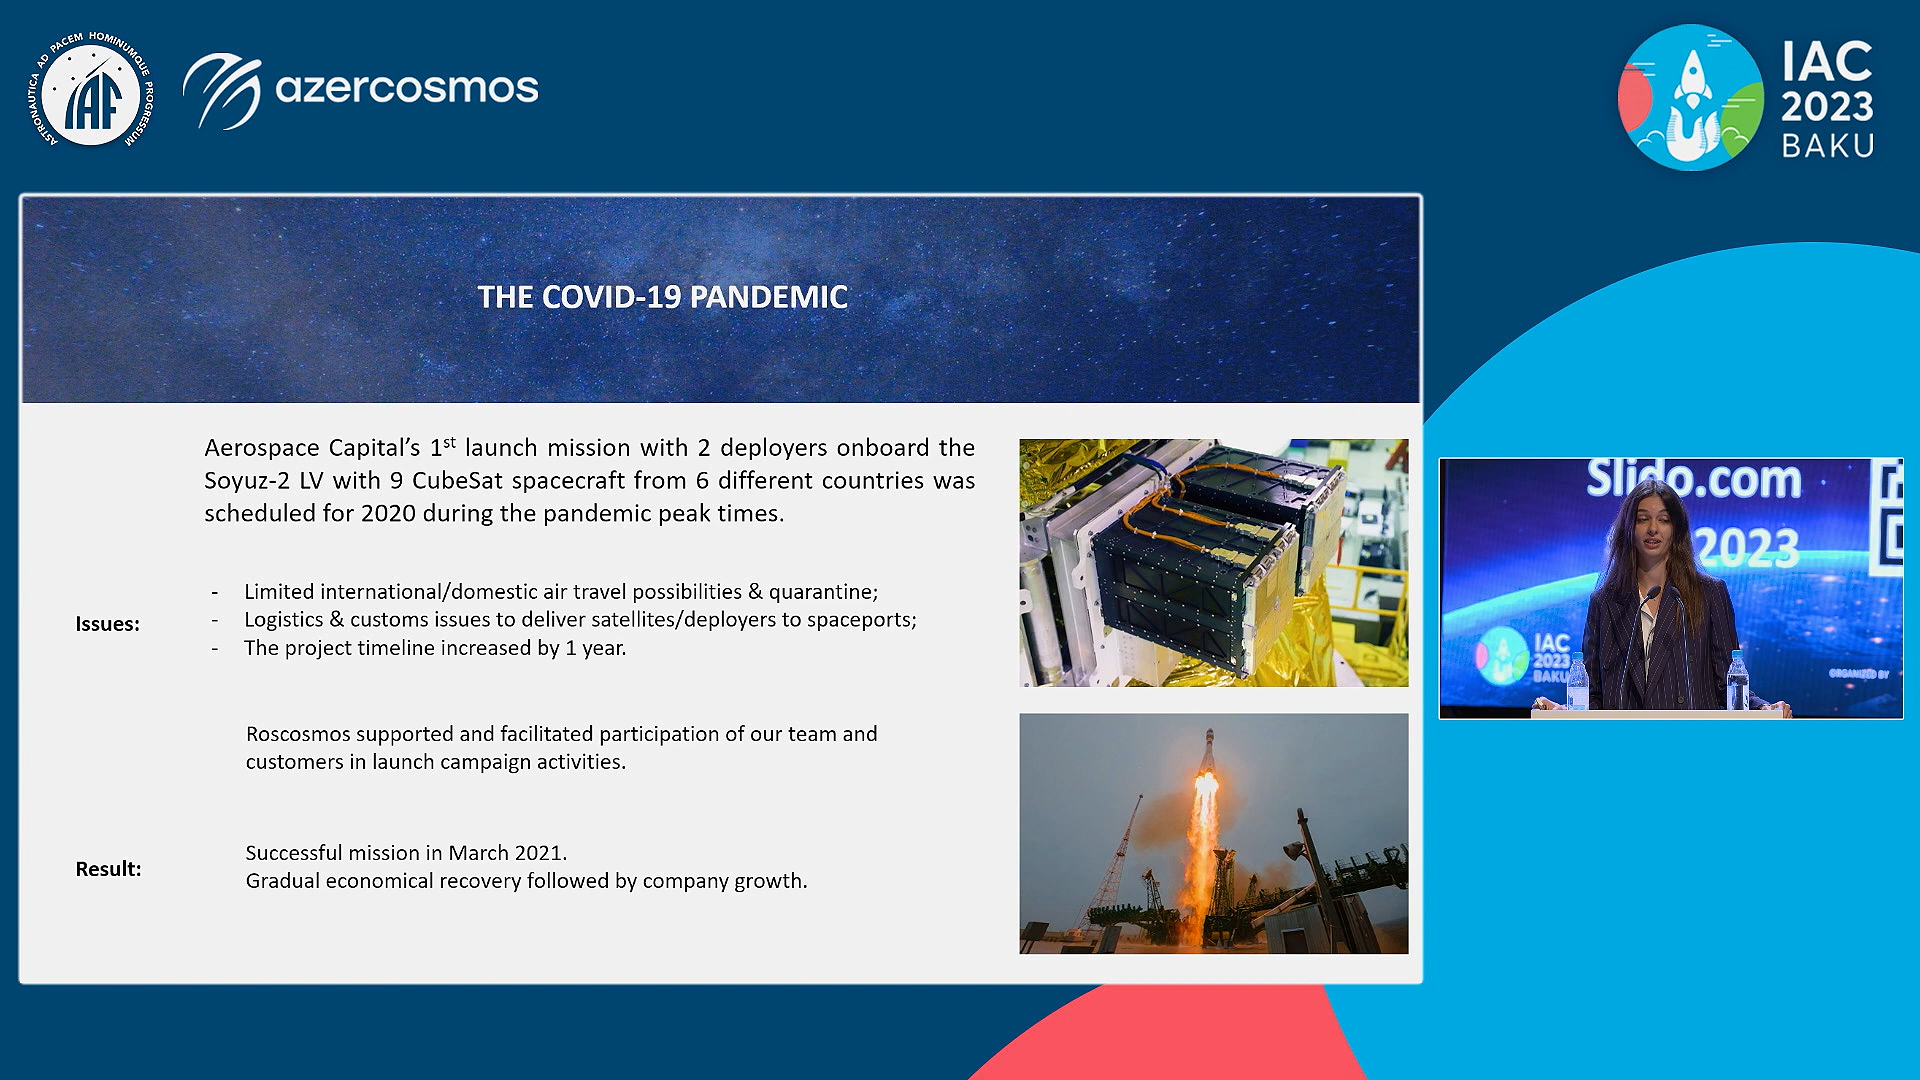 ASTRONAUTICA AD PACEM HOMINUMQUE PROGRESSUM
IAF
azercosmos
IAC
2023
BAKU
THE COVID-19 PANDEMIC
Aerospace Capital’s 1st launch mission with 2 deployers onboard the
Soyuz-2 LV with 9 CubeSat spacecraft from 6 different countries was
scheduled for 2020 during the pandemic peak times.
Issues:
- Limited international/domestic air travel possibilities & quarantine;
- Logistics & customs issues to deliver satellites/deployers to spaceports;
- The project timeline increased by 1 year.
Roscosmos supported and facilitated participation of our team and
customers in launch campaign activities.
Result:
Successful mission in March 2021.
Gradual economical recovery followed by company growth.
Slido.com
2023
IAC
2023
BAKU
ORGANIZED BY